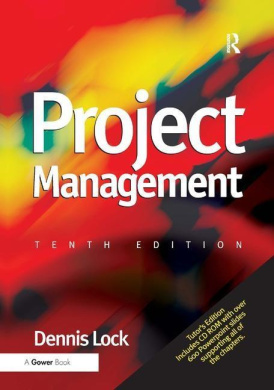 R
Project
Management
TENTH EDITION
Tutor's Edition
Includes CD ROM with over
600 Powerpoint slides
supporting all of
the chapters.
Dennis Lock
A Gower Book